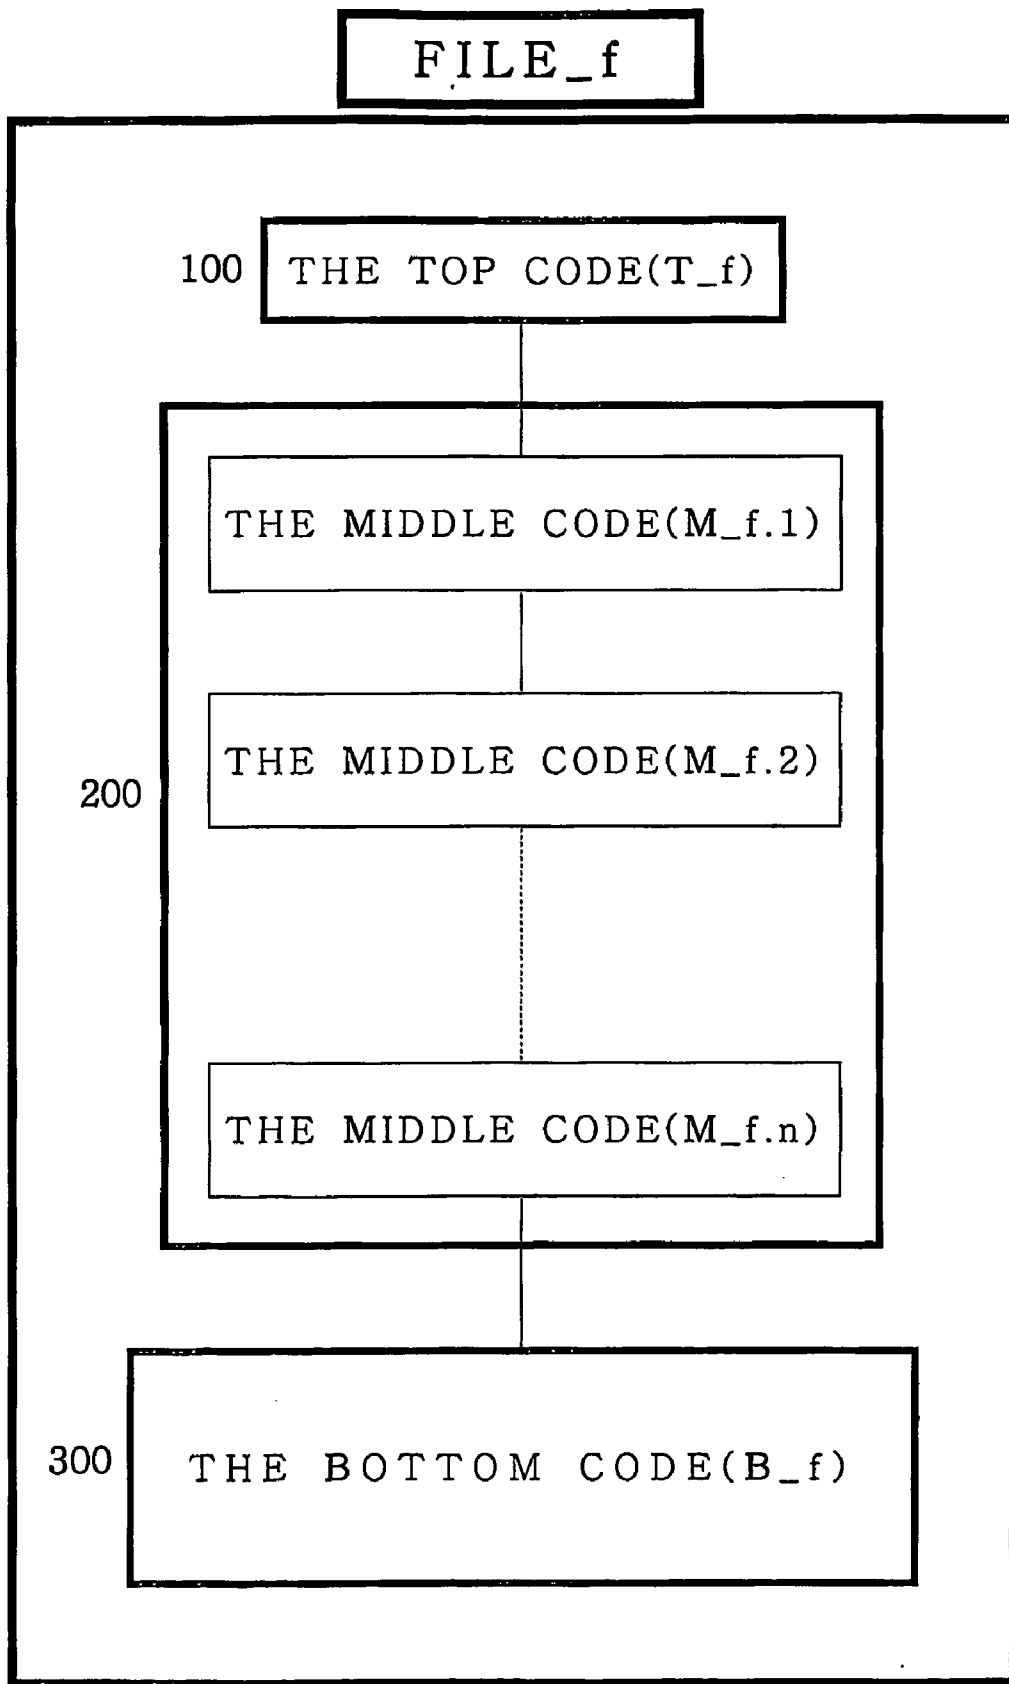 FILE_f
100 THE TOP CODE(T_f)
THE MIDDLE CODE(M_f.1)
THE MIDDLE CODE(M_f.2)
200
THE MIDDLE CODE(M_f.n)
300 THE BOTTOM CODE(B_f)